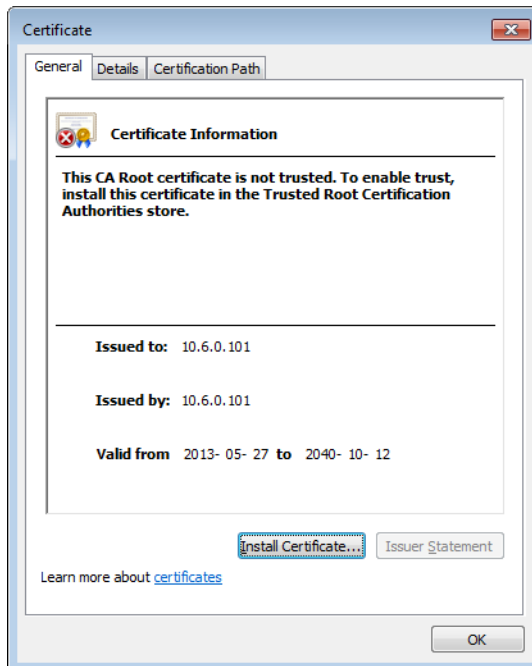 Certificate
General Details Certification Path
Certificate Information
This CA Root certificate is not trusted. To enable trust,
install this certificate in the Trusted Root Certification
Authorities store.
Issued to: 10.6.0.101
Issued by: 10.6.0.101
Valid from 2013- 05- 27 to 2040- 10- 12
Install Certificate... Issuer Statement
Learn more about certificates
OK